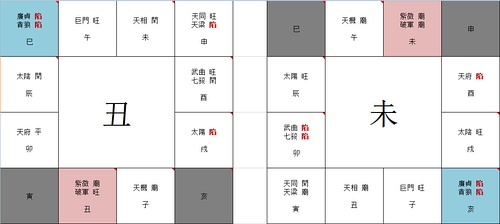 廉貞 陷
貪狼 陷
巳
巨門 旺
午
天相 閒
未
天同 旺
天梁 陷
申
太陰 閒
辰
武曲 旺
七殺 閒
酉
丑
天府 平
卯
太陽 陷
戌
寅
紫微 廟
破軍 旺
丑
天機 廟
子
亥
巳
天機 廟
午
紫微 廟
破軍 廟
未
申
太陽 旺
辰
天府 陷
酉
未
武曲 陷
七殺 陷
卯
太陰 旺
戌
天同 閒
天梁 廟
寅
天相 廟
丑
巨門 旺
子
廉貞 陷
貪狼 陷
亥